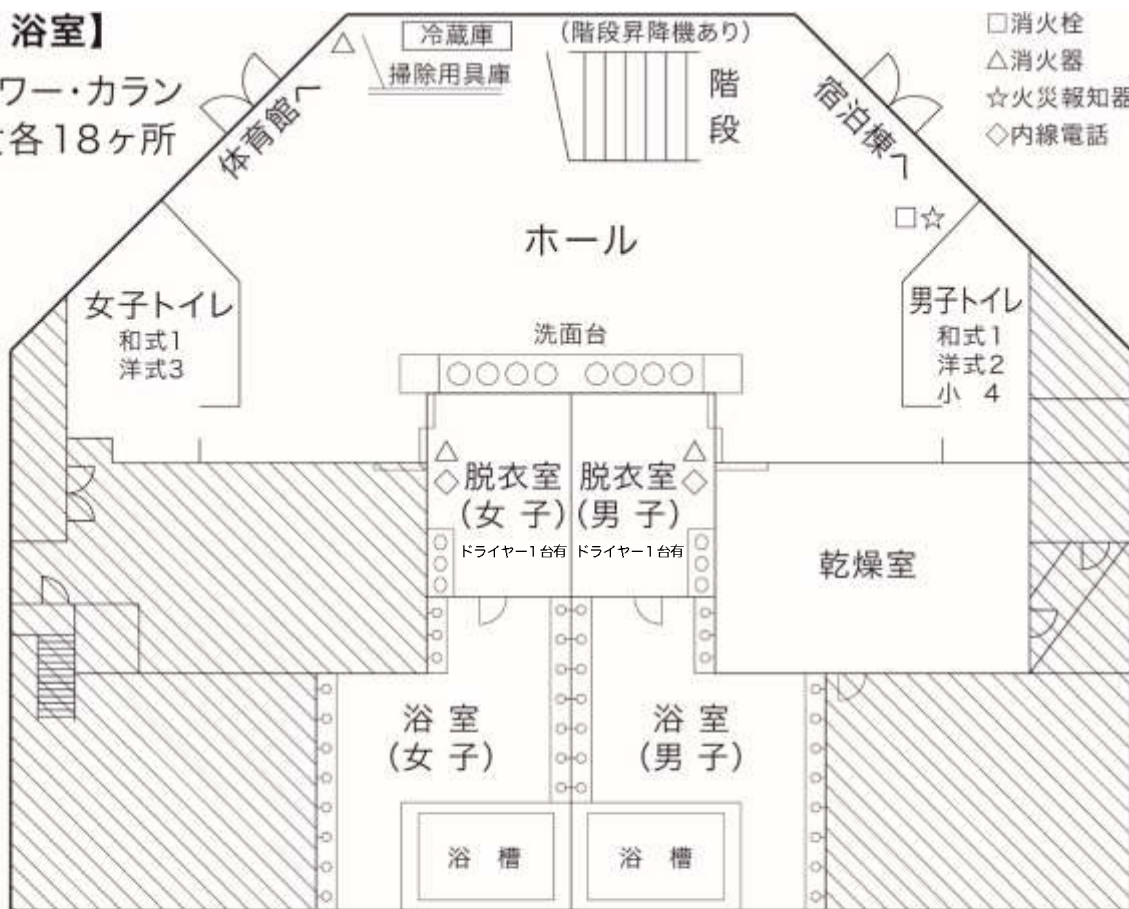 浴室】
ワー・カラン
各18ヶ所
冷蔵庫
掃除用具庫
(階段昇降機あり)
階段
□消火栓
△消火器
☆火災報知器
◇内線電話
体育館へ
宿泊棟へ
△
□☆
ホール
女子トイレ
和式1
洋式3
男子トイレ
和式1
洋式2
小 4
洗面台
△
◇
脱衣室
(女 子)
ドライヤー1台有
脱衣室
(男 子)
ドライヤー1台有
△
◇
乾燥室
浴 室
(女 子)
浴 室
(男 子)
浴 槽
浴 槽